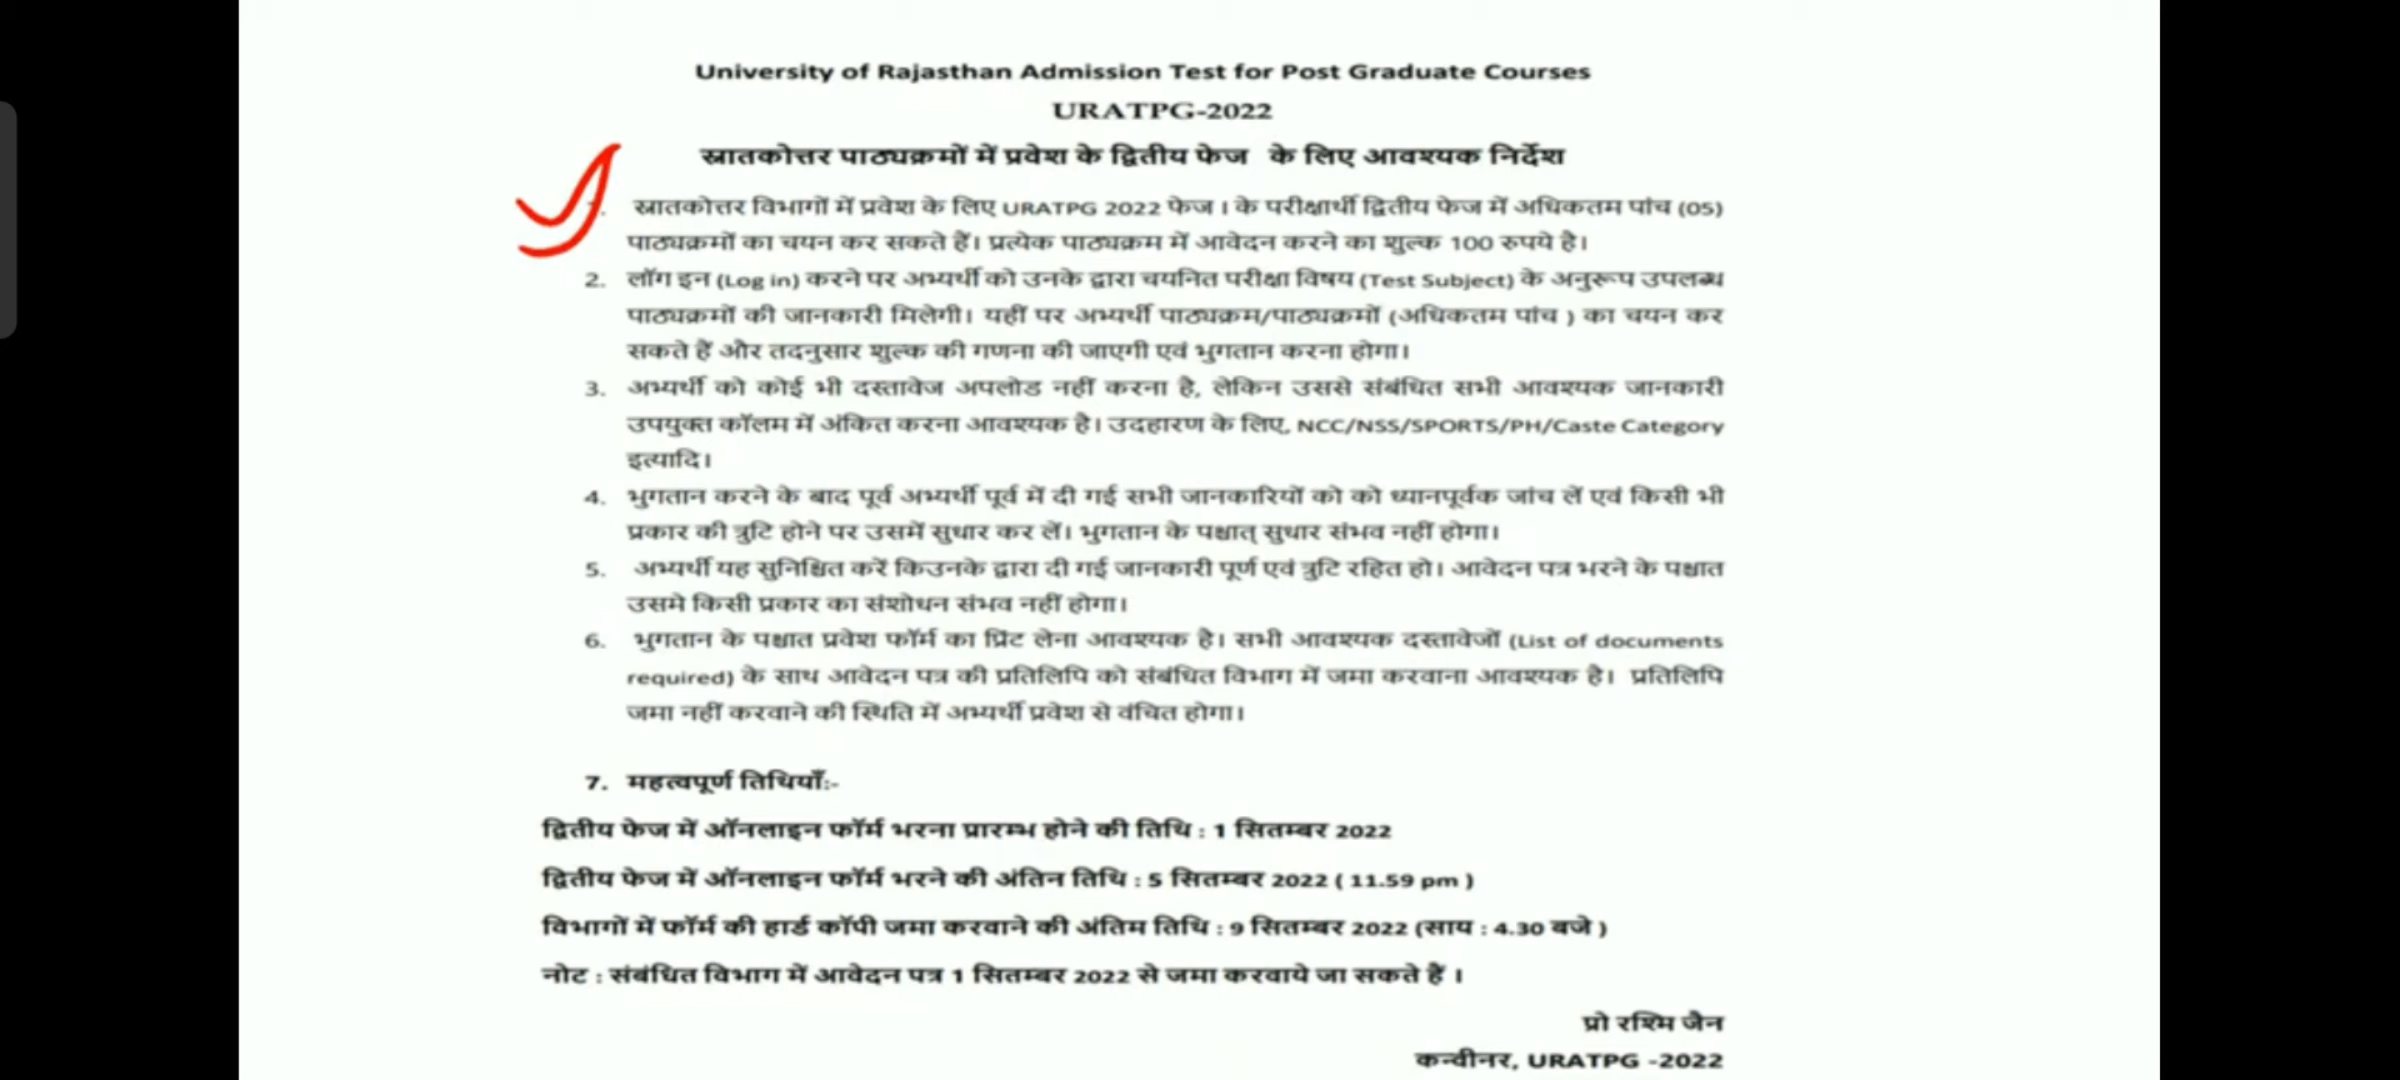 University of Rajasthan Admission Test for Post Graduate Courses
URATPG-2022
स्नातकोत्तर पाठ्यक्रमों में प्रवेश के द्वितीय फेज के लिए आवश्यक निर्देश
1. स्नातकोत्तर विभागों में प्रवेश के लिए URATPG 2022 फेज । के परीक्षार्थी द्वितीय फेज में अधिकतम पांच (05)
पाठ्यक्रमों का चयन कर सकते हैं। प्रत्येक पाठ्यक्रम में आवेदन करने का शुल्क 100 रुपये है।
2. लॉग इन (Log in) करने पर अभ्यर्थी को उनके द्वारा चयनित परीक्षा विषय (Test Subject) के अनुरूप उपलब्ध
पाठ्यक्रमों की जानकारी मिलेगी। यहीं पर अभ्यर्थी पाठ्यक्रम/पाठ्यक्रमों (अधिकतम पांच ) का चयन कर
सकते हैं और तदनुसार शुल्क की गणना की जाएगी एवं भुगतान करना होगा।
3. अभ्यर्थी को कोई भी दस्तावेज अपलोड नहीं करना है, लेकिन उससे संबंधित सभी आवश्यक जानकारी
उपयुक्त कॉलम में अंकित करना आवश्यक है। उदहारण के लिए, NCC/NSS/SPORTS/PH/Caste Category
इत्यादि।
4. भुगतान करने के बाद पूर्व अभ्यर्थी पूर्व में दी गई सभी जानकारियों को को ध्यानपूर्वक जांच लें एवं किसी भी
प्रकार की त्रुटि होने पर उसमें सुधार कर लें। भुगतान के पश्चात् सुधार संभव नहीं होगा।
5. अभ्यर्थी यह सुनिश्चित करें किउनके द्वारा दी गई जानकारी पूर्ण एवं त्रुटि रहित हो। आवेदन पत्र भरने के पश्चात
उसमे किसी प्रकार का संशोधन संभव नहीं होगा।
6. भुगतान के पश्चात प्रवेश फॉर्म का प्रिंट लेना आवश्यक है। सभी आवश्यक दस्तावेजों (List of documents
required) के साथ आवेदन पत्र की प्रतिलिपि को संबंधित विभाग में जमा करवाना आवश्यक है। प्रतिलिपि
जमा नहीं करवाने की स्थिति में अभ्यर्थी प्रवेश से वंचित होगा।
7. महत्वपूर्ण तिथियाँ:-
द्वितीय फेज में ऑनलाइन फॉर्म भरना प्रारम्भ होने की तिथि : 1 सितम्बर 2022
द्वितीय फेज में ऑनलाइन फॉर्म भरने की अंतिन तिथि : 5 सितम्बर 2022 ( 11.59 pm )
विभागों में फॉर्म की हार्ड कॉपी जमा करवाने की अंतिम तिथि : 9 सितम्बर 2022 (साय : 4.30 बजे )
नोट : संबंधित विभाग में आवेदन पत्र 1 सितम्बर 2022 से जमा करवाये जा सकते हैं ।
प्रो रश्मि जैन
कन्वीनर, URATPG -2022